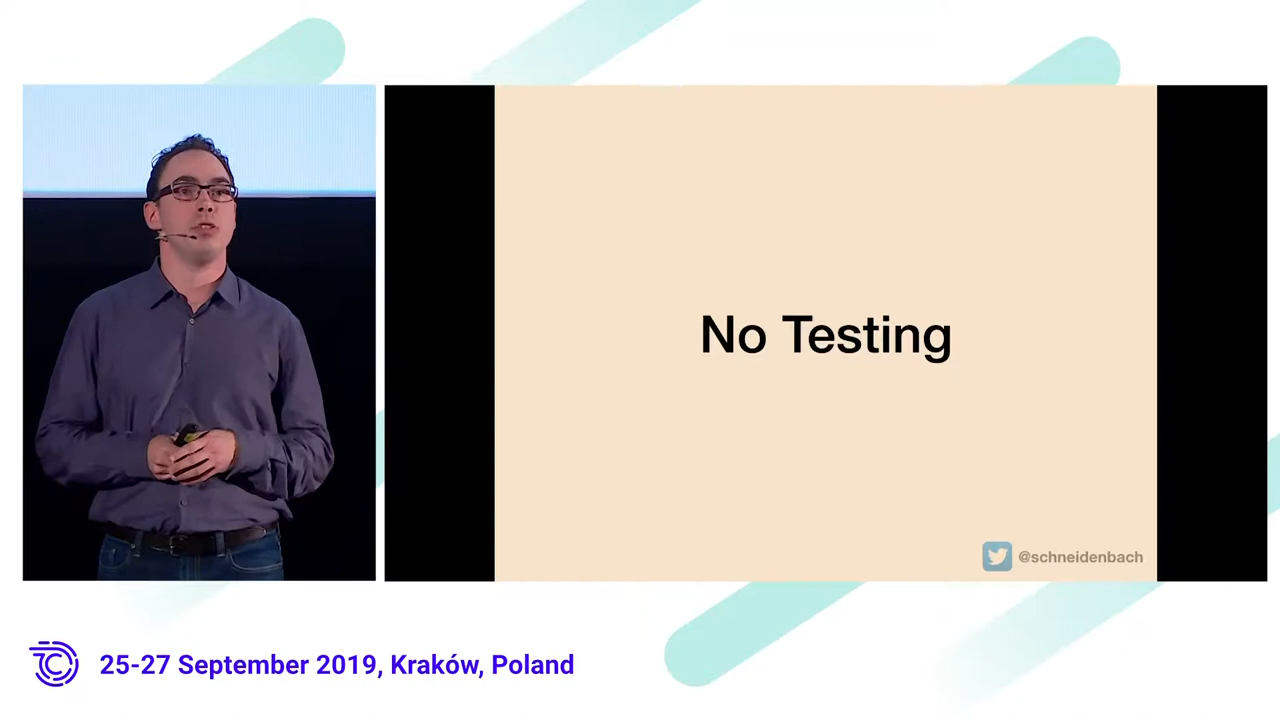 No Testing
@schneidenbach
25-27 September 2019, Kraków, Poland